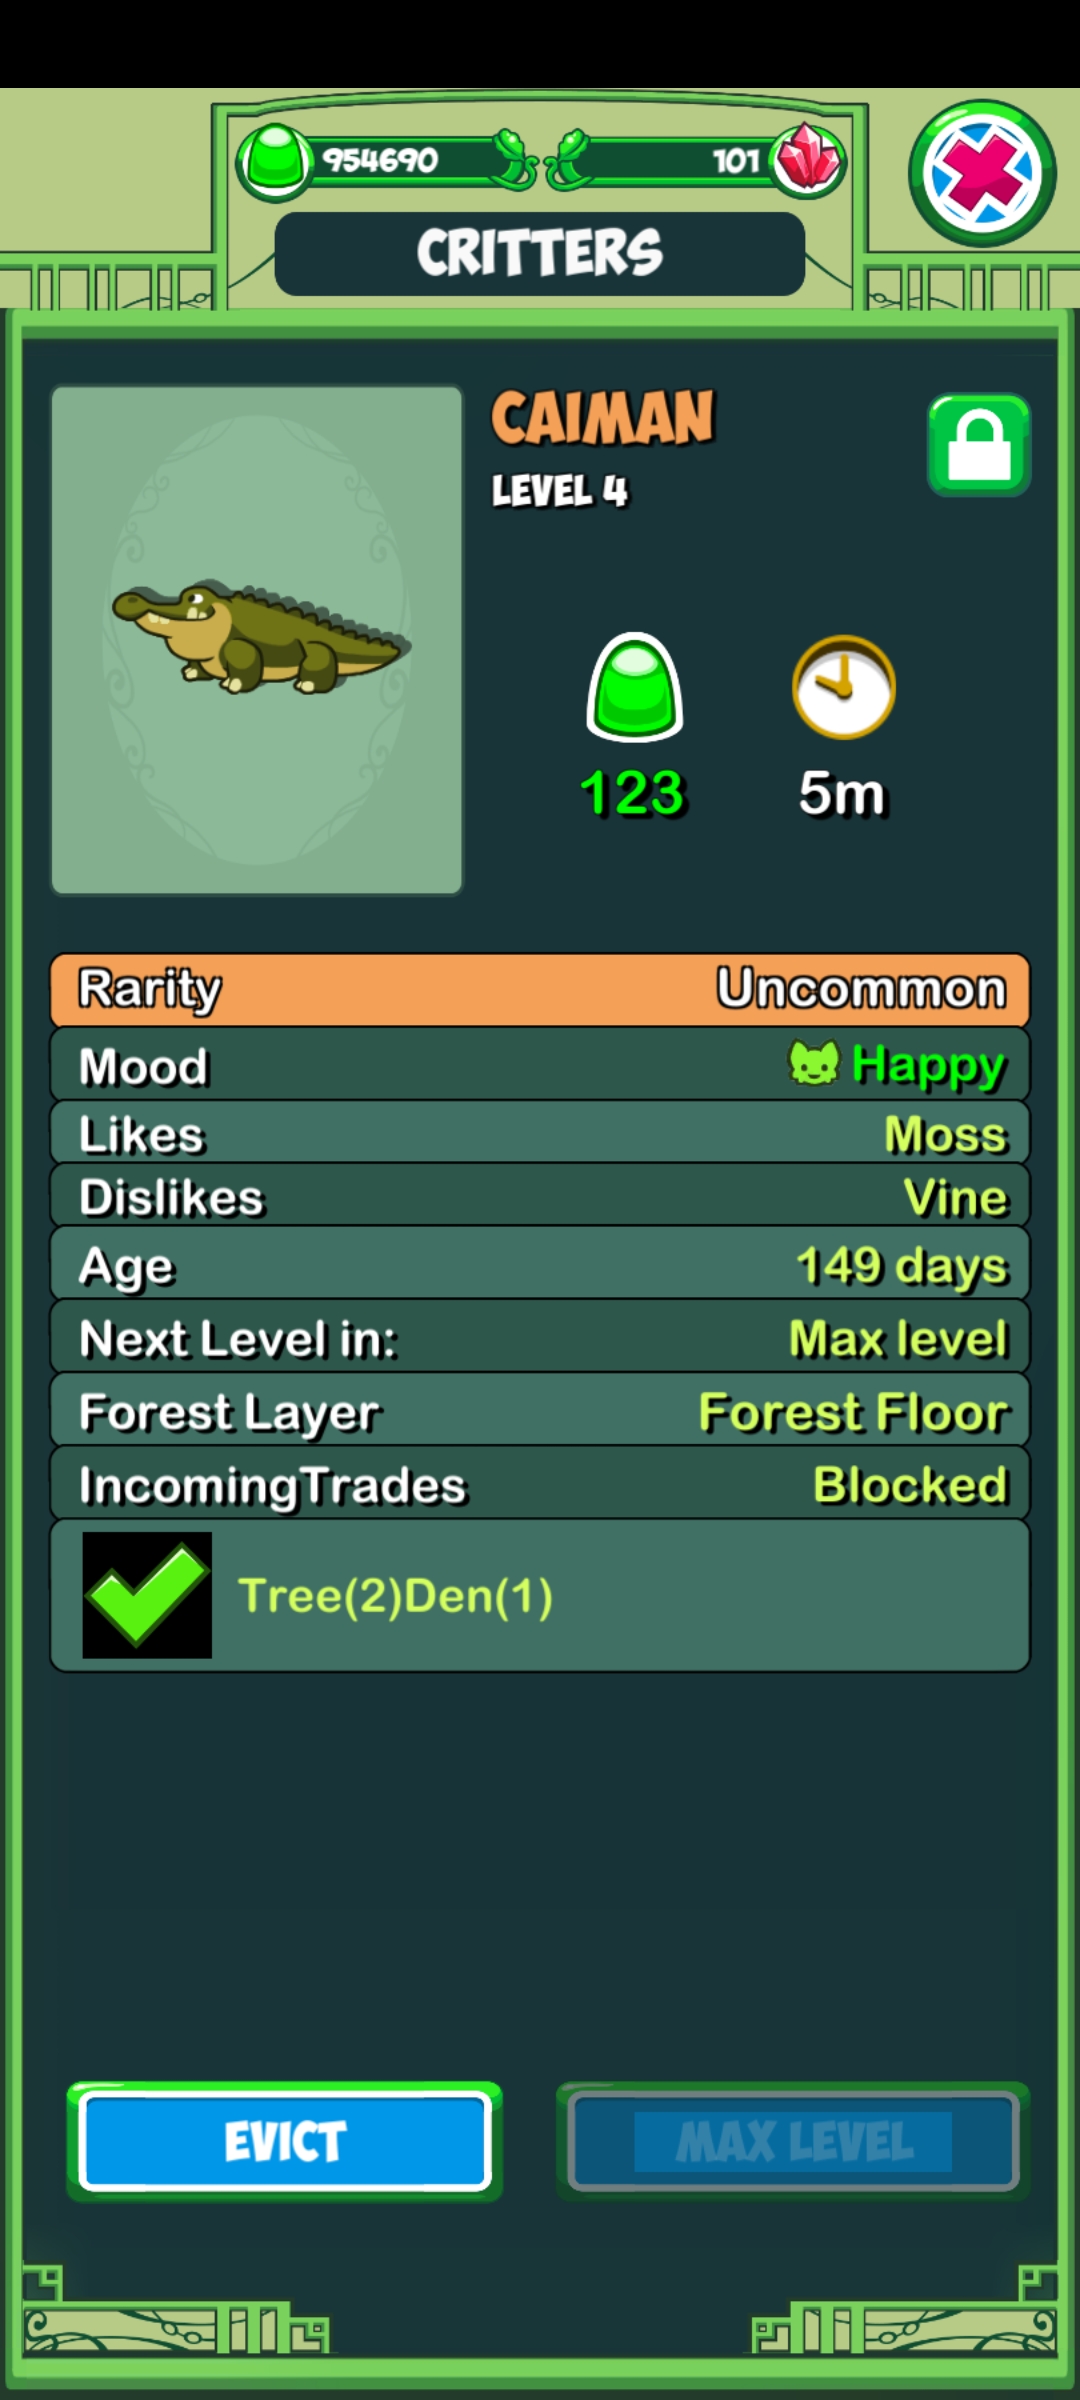 954690
101
CRITTERS
CAIMAN
LEVEL 4
123
5m
Rarity Uncommon
Mood Happy
Likes Moss
Dislikes Vine
Age 149 days
Next Level in: Max level
Forest Layer Forest Floor
IncomingTrades Blocked
Tree(2)Den(1)
EVICT
MAX LEVEL